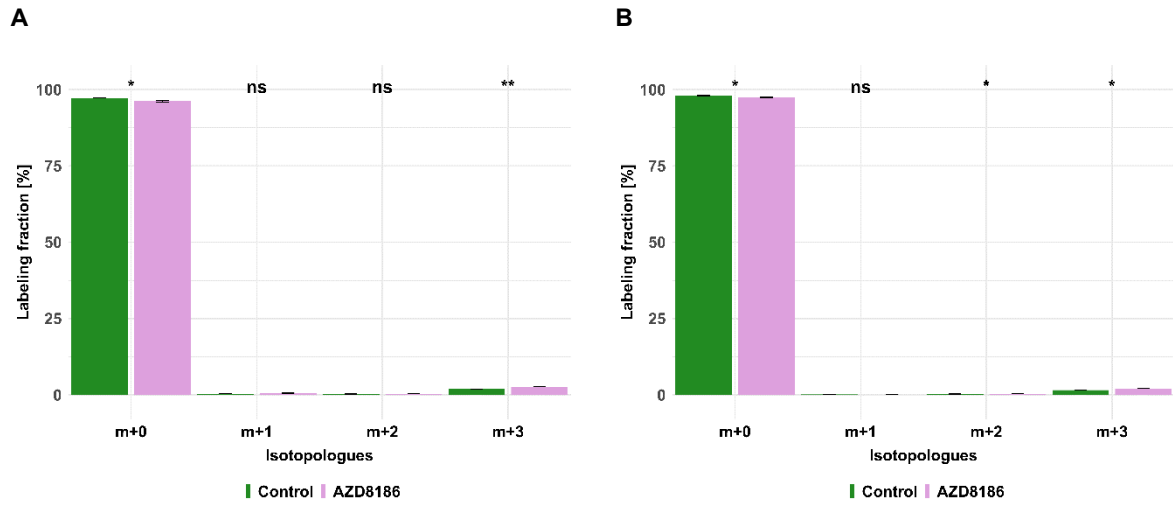 A
* ns ns **
100
75
50
25
0
Labeling fraction [%]
m+0 m+1 m+2 m+3
Isotopologues
Control AZD8186
B
* ns * *
100
75
50
25
0
Labeling fraction [%]
m+0 m+1 m+2 m+3
Isotopologues
Control AZD8186